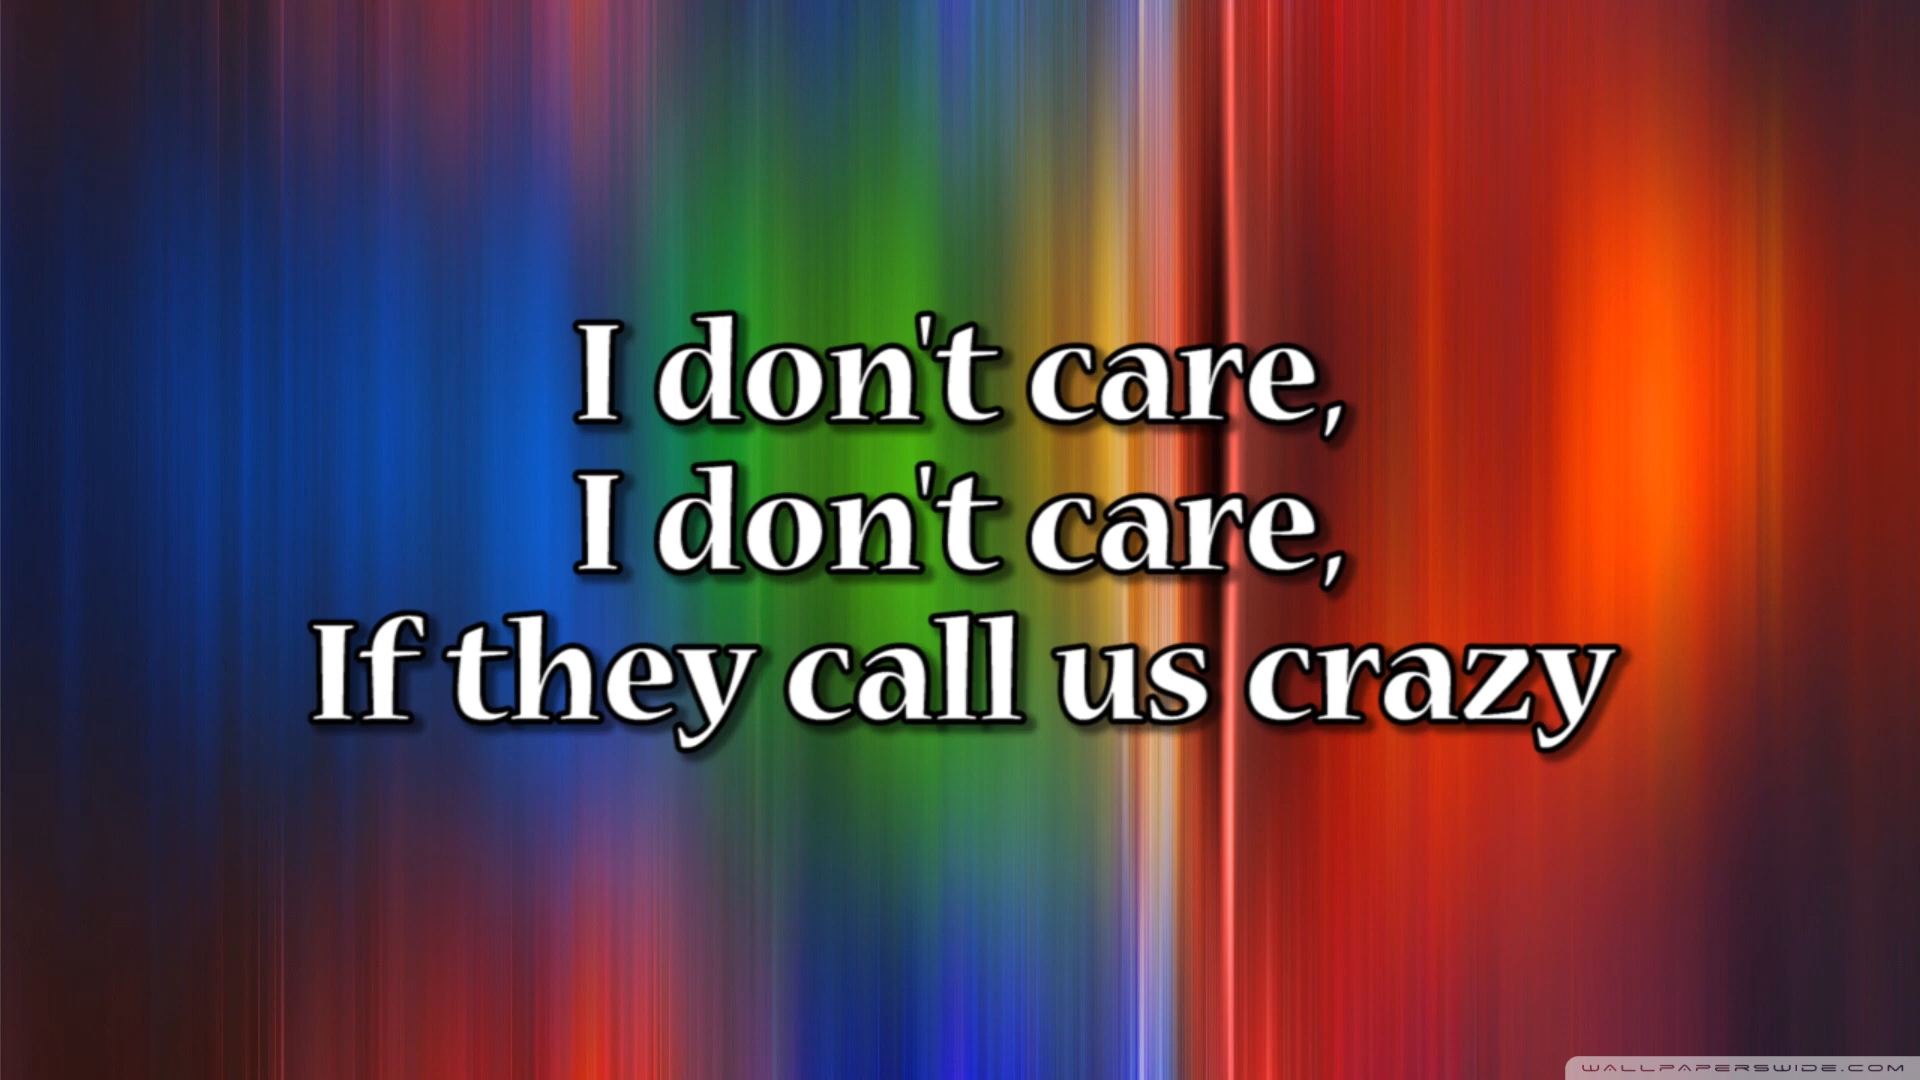 I don't care,
I don't care,
If they call us crazy
WALLPAPERSWIDE.COM